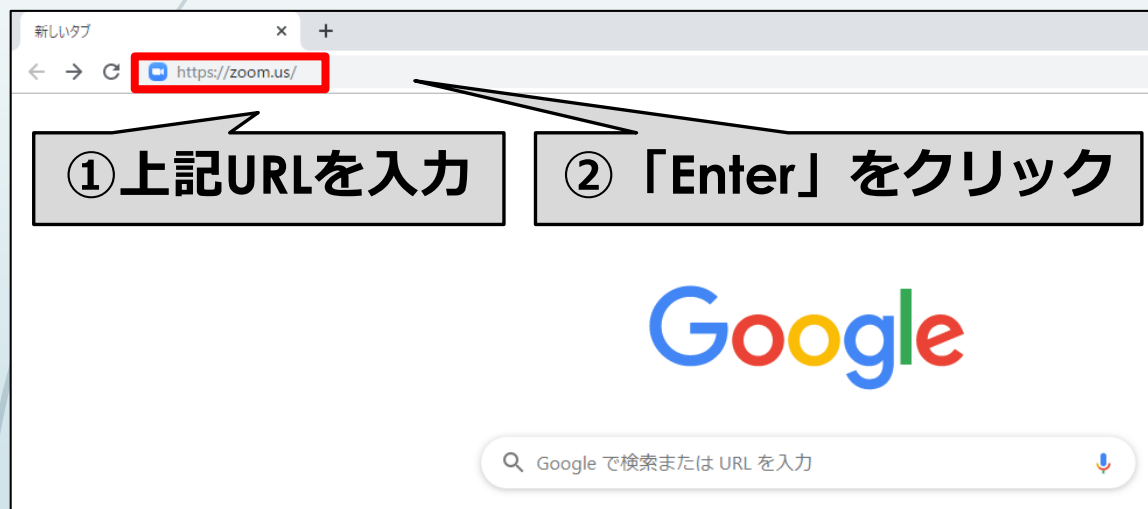 新しいタブ
https://zoom.us/
①上記URLを入力
②「Enter」をクリック
Google
Google で検索または URL を入力